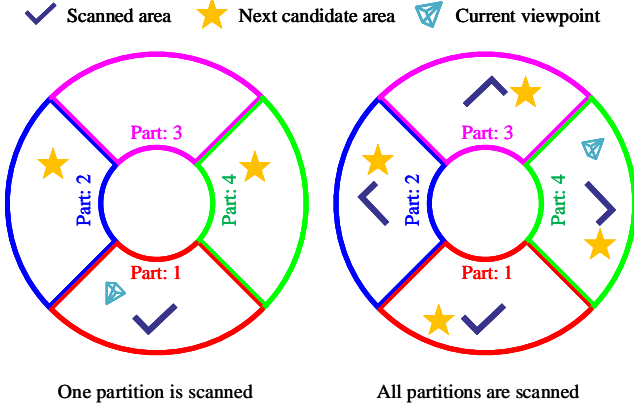 Scanned area Next candidate area Current viewpoint
Part: 3
Part: 2
Part: 4
Part: 1
Part: 3
Part: 2
Part: 4
Part: 1
One partition is scanned
All partitions are scanned